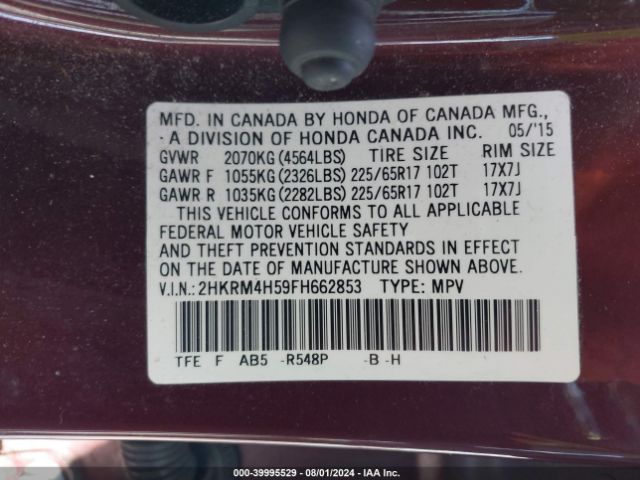 MFD. IN CANADA BY HONDA OF CANADA MFG.,
A DIVISION OF HONDA CANADA INC. 05/'15
GVWR 2070KG(4564LBS) TIRE SIZE RIM SIZE
GAWR F 1055KG(2326LBS) 225/65R17 102T 17X7J
GAWR R 1035KG(2282LBS) 225/65R17 102T 17X7J
THIS VEHICLE CONFORMS TO ALL APPLICABLE
FEDERAL MOTOR VEHICLE SAFETY
AND THEFT PREVENTION STANDARDS IN EFFECT
ON THE DATE OF MANUFACTURE SHOWN ABOVE.
V.I.N.: 2HKRM4H59FH662853 TYPE: MPV
TFE F AB5 -R548P -B -H
000-39995529 - 08/01/2024 - IAA Inc.